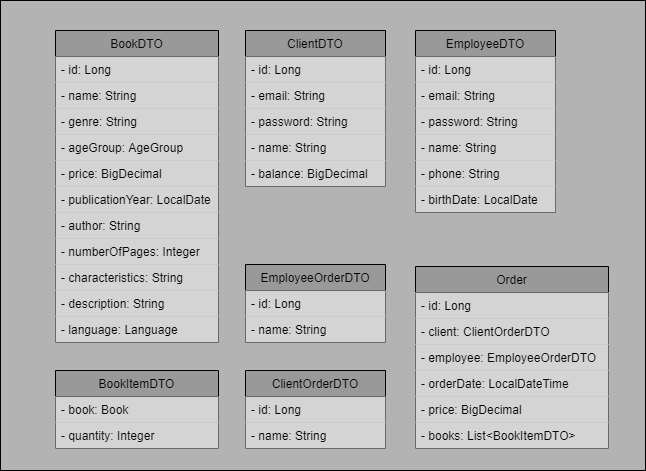 BookDTO
- id: Long
- name: String
- genre: String
- ageGroup: AgeGroup
- price: BigDecimal
- publicationYear: LocalDate
- author: String
- numberOfPages: Integer
- characteristics: String
- description: String
- language: Language
ClientDTO
- id: Long
- email: String
- password: String
- name: String
- balance: BigDecimal
EmployeeDTO
- id: Long
- email: String
- password: String
- name: String
- phone: String
- birthDate: LocalDate
EmployeeOrderDTO
- id: Long
- name: String
Order
- id: Long
- client: ClientOrderDTO
- employee: EmployeeOrderDTO
- orderDate: LocalDateTime
- price: BigDecimal
- books: List<BookItemDTO>
BookItemDTO
- book: Book
- quantity: Integer
ClientOrderDTO
- id: Long
- name: String